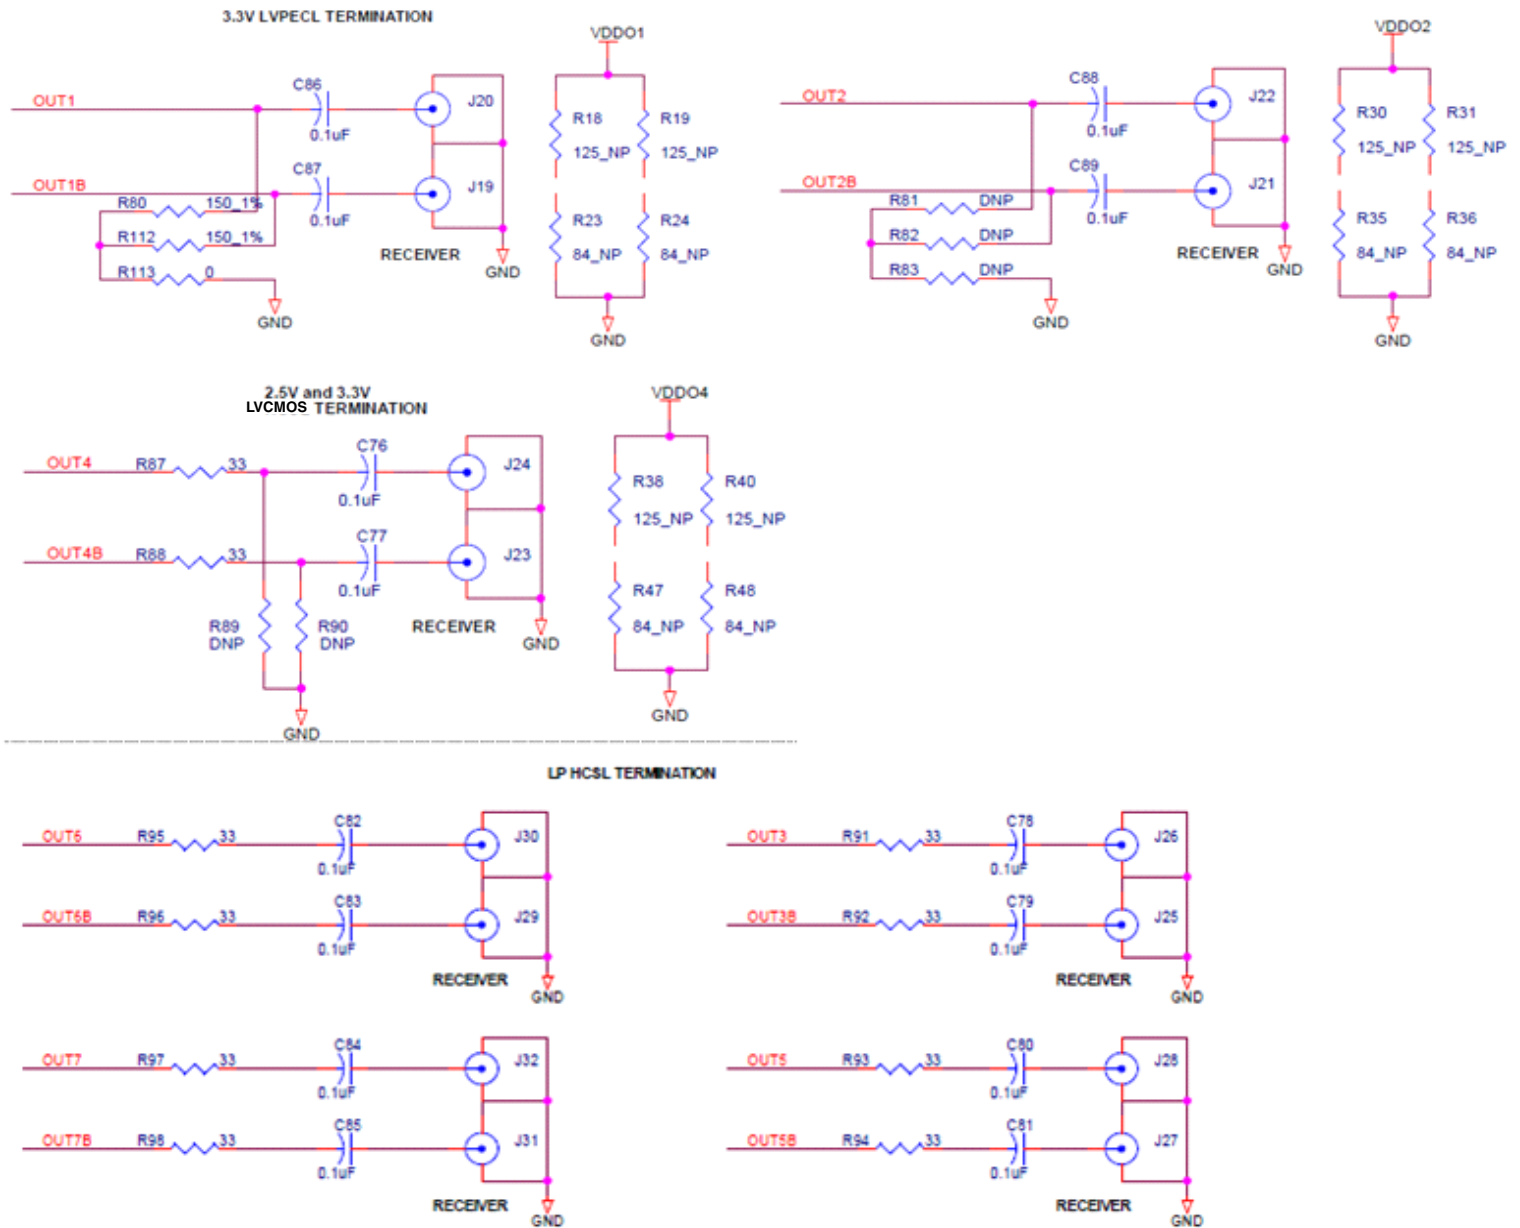 3.3V LVPECL TERMINATION
OUT1
C86
0.1uF
J20
OUT1B
C87
0.1uF
J19
R80 150_1%
R112 150_1%
R113 0
GND
RECEIVER
GND
VDDO1
R18
125_NP
R19
125_NP
R23
84_NP
R24
84_NP
GND
OUT2
C88
0.1uF
J22
OUT2B
C89
0.1uF
J21
R81 DNP
R82 DNP
R83 DNP
GND
RECEIVER
GND
VDDO2
R30
125_NP
R31
125_NP
R35
84_NP
R36
84_NP
GND
2.5V and 3.3V
LVCMOS TERMINATION
OUT4 R87 33
C76
0.1uF
J24
OUT4B R88 33
C77
0.1uF
J23
R89
DNP
R90
DNP
GND
RECEIVER
GND
VDDO4
R38
125_NP
R40
125_NP
R47
84_NP
R48
84_NP
GND
LP HCSL TERMINATION
OUT6 R95 33
C82
0.1uF
J30
OUT6B R96 33
C83
0.1uF
J29
RECEIVER
GND
OUT3 R91 33
C78
0.1uF
J26
OUT3B R92 33
C79
0.1uF
J25
RECEIVER
GND
OUT7 R97 33
C84
0.1uF
J32
OUT7B R98 33
C85
0.1uF
J31
RECEIVER
GND
OUT5 R93 33
C80
0.1uF
J28
OUT5B R94 33
C81
0.1uF
J27
RECEIVER
GND